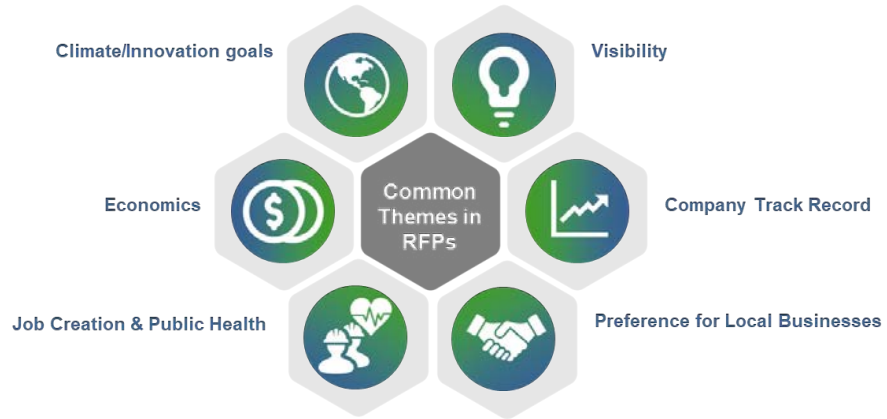 Climate/Innovation goals
Visibility
Economics
Common
Themes in
RFPs
Company Track Record
Job Creation & Public Health
Preference for Local Businesses